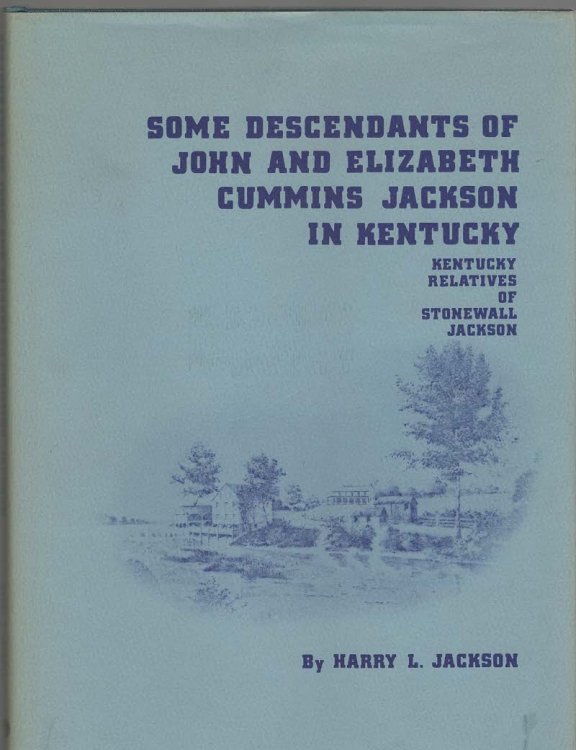 SOME DESCENDANTS OF
JOHN AND ELIZABETH
CUMMINS JACKSON
IN KENTUCKY
KENTUCKY
RELATIVES
OF
STONEWALL
JACKSON
By HARRY L. JACKSON